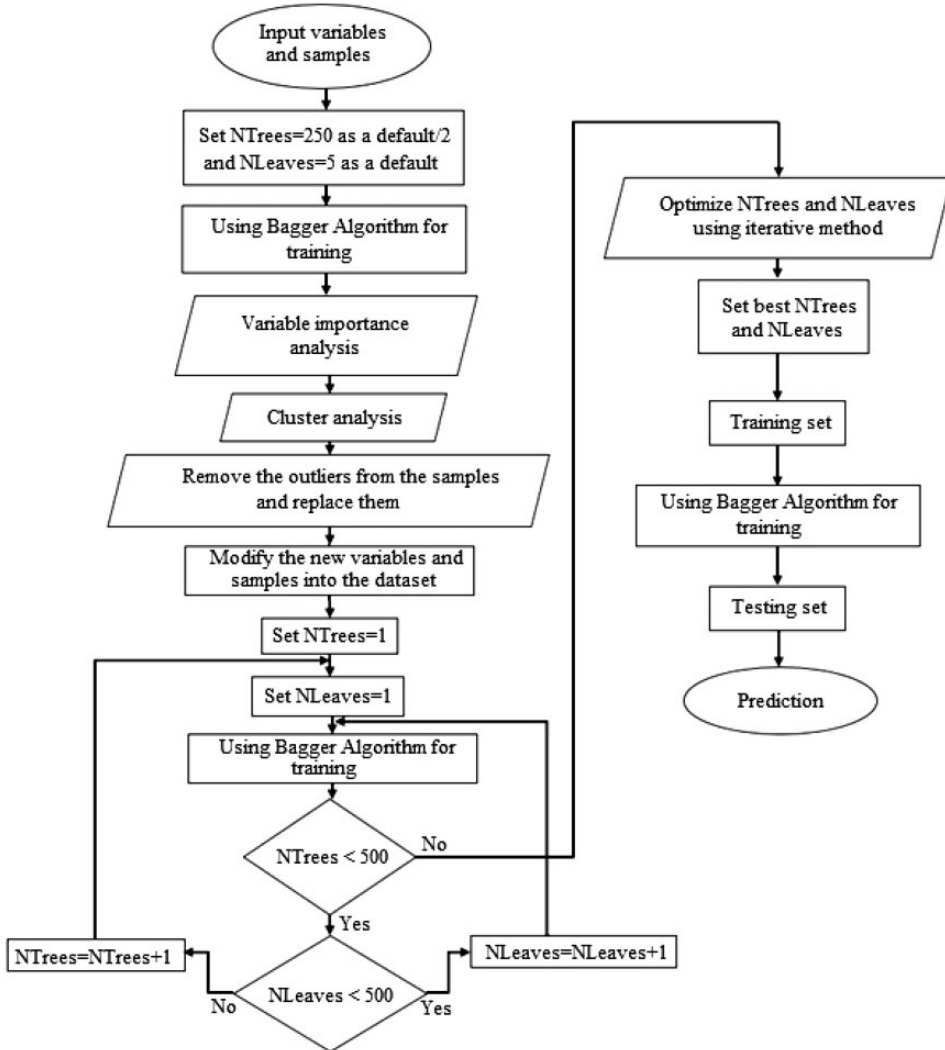 Input variables
and samples
Set NTrees=250 as a default/2
and NLeaves=5 as a default
Using Bagger Algorithm for
training
Variable importance
analysis
Cluster analysis
Remove the outliers from the samples
and replace them
Modify the new variables and
samples into the dataset
Set NTrees=1
Set NLeaves=1
Using Bagger Algorithm for
training
NTrees < 500
No
Yes
NTrees=NTrees+1
NLeaves < 500
No
Yes
NLeaves=NLeaves+1
Optimize NTrees and NLeaves
using iterative method
Set best NTrees
and NLeaves
Training set
Using Bagger Algorithm for
training
Testing set
Prediction